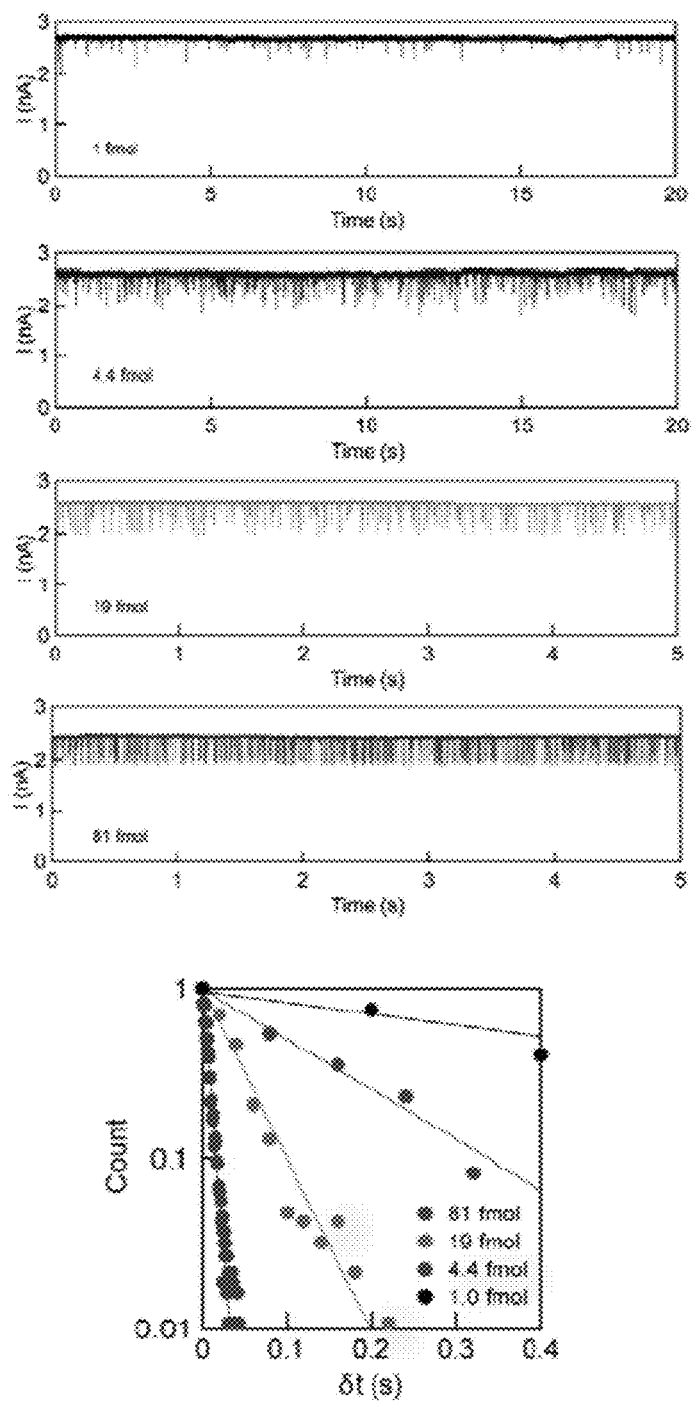 3
2
1
0
I (nA)
1 fmol
0 5 10 15 20
Time (s)
3
2
1
0
I (nA)
4.4 fmol
0 5 10 15 20
Time (s)
3
2
1
0
I (nA)
19 fmol
0 1 2 3 4 5
Time (s)
3
2
1
0
I (nA)
81 fmol
0 1 2 3 4 5
Time (s)
1
0.1
0.01
Count
81 fmol
19 fmol
4.4 fmol
1.0 fmol
0 0.1 0.2 0.3 0.4
δt (s)